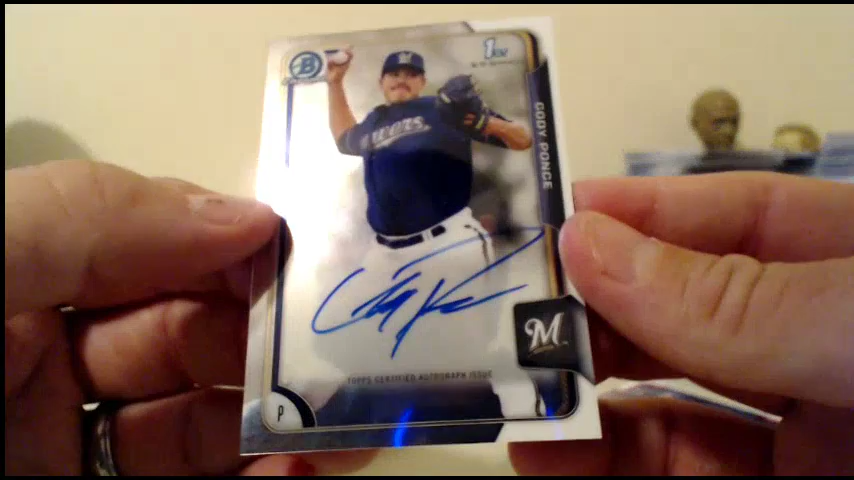 B
1ST
M
Brewers
CODY PONCE
M
TOPPS CERTIFIED AUTOGRAPH ISSUE
P